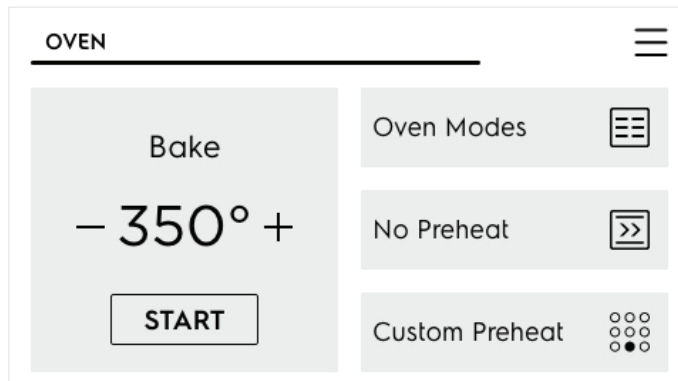 OVEN
Bake
− 350° +
START
Oven Modes
No Preheat
Custom Preheat